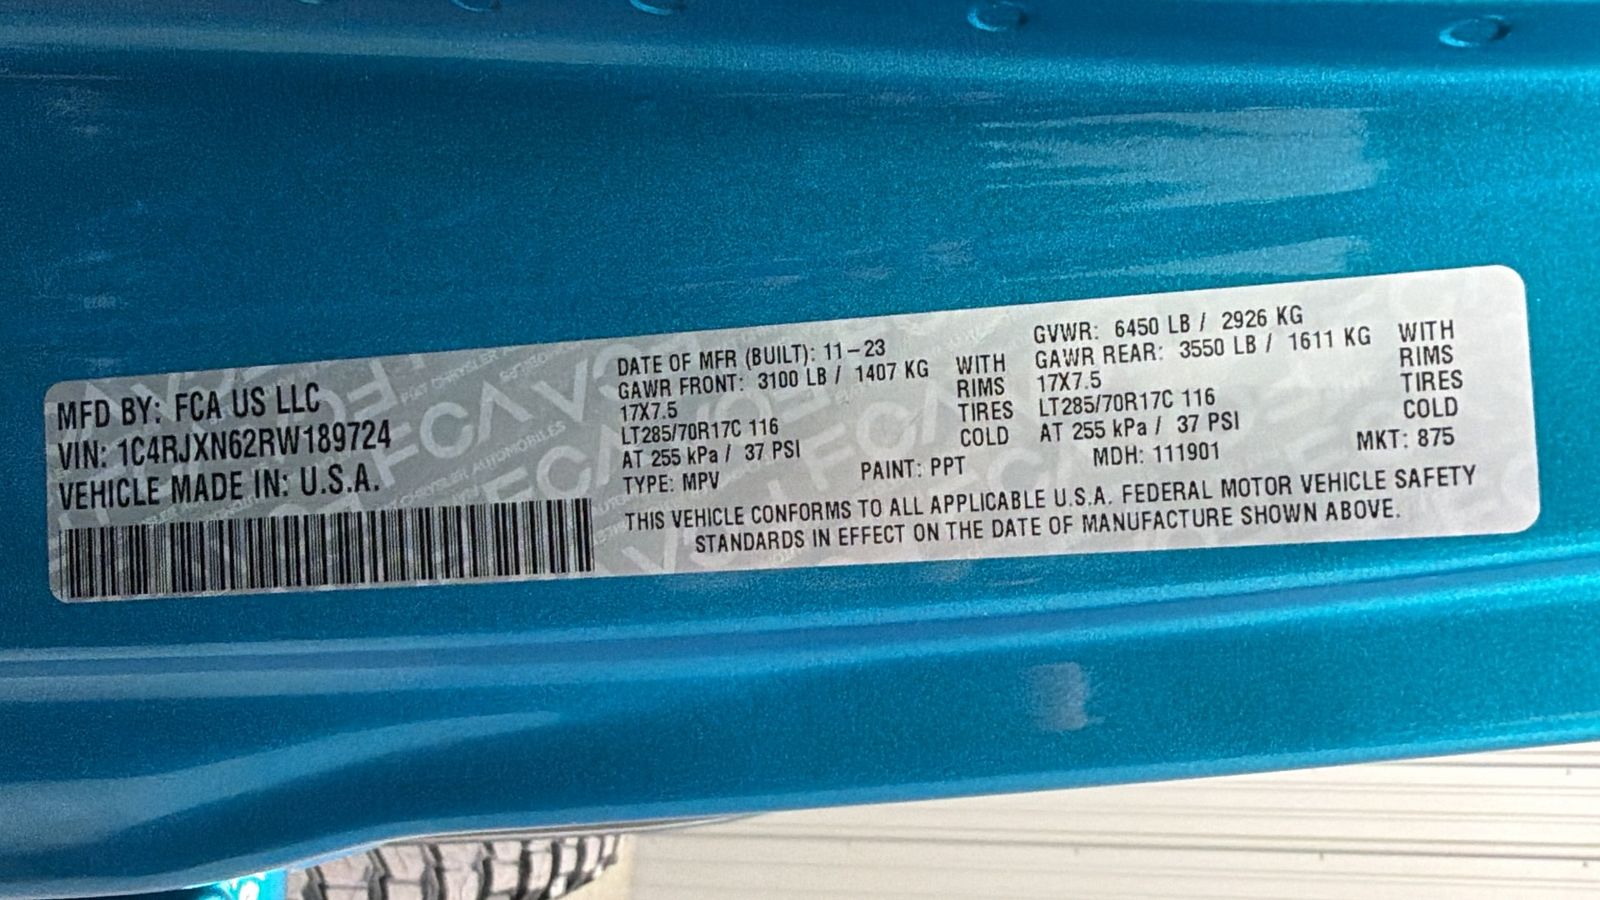 MFD BY: FCA US LLC
VIN: 1C4RJXN62RW189724
VEHICLE MADE IN: U.S.A.
DATE OF MFR (BUILT): 11-23
GAWR FRONT: 3100 LB / 1407 KG WITH
17X7.5 RIMS
LT285/70R17C 116 TIRES
AT 255 kPa / 37 PSI COLD
TYPE: MPV PAINT: PPT
GVWR: 6450 LB / 2926 KG
GAWR REAR: 3550 LB / 1611 KG WITH
17X7.5 RIMS
LT285/70R17C 116 TIRES
AT 255 kPa / 37 PSI COLD
MDH: 111901 MKT: 875
THIS VEHICLE CONFORMS TO ALL APPLICABLE U.S.A. FEDERAL MOTOR VEHICLE SAFETY
STANDARDS IN EFFECT ON THE DATE OF MANUFACTURE SHOWN ABOVE.